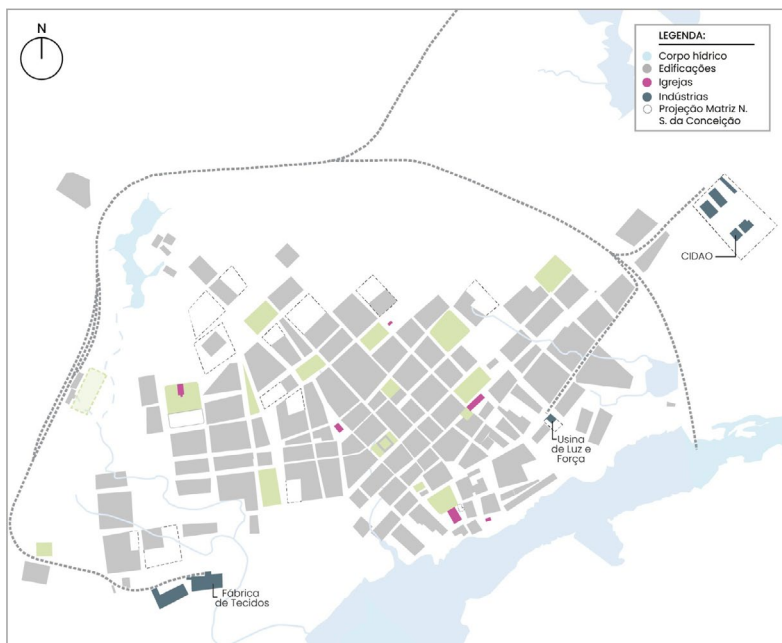 N
LEGENDA:
Corpo hídrico
Edificações
Igrejas
Indústrias
Projeção Matriz N.
S. da Conceição
CIDAO
Usina
de Luz e
Força
Fábrica
de Tecidos